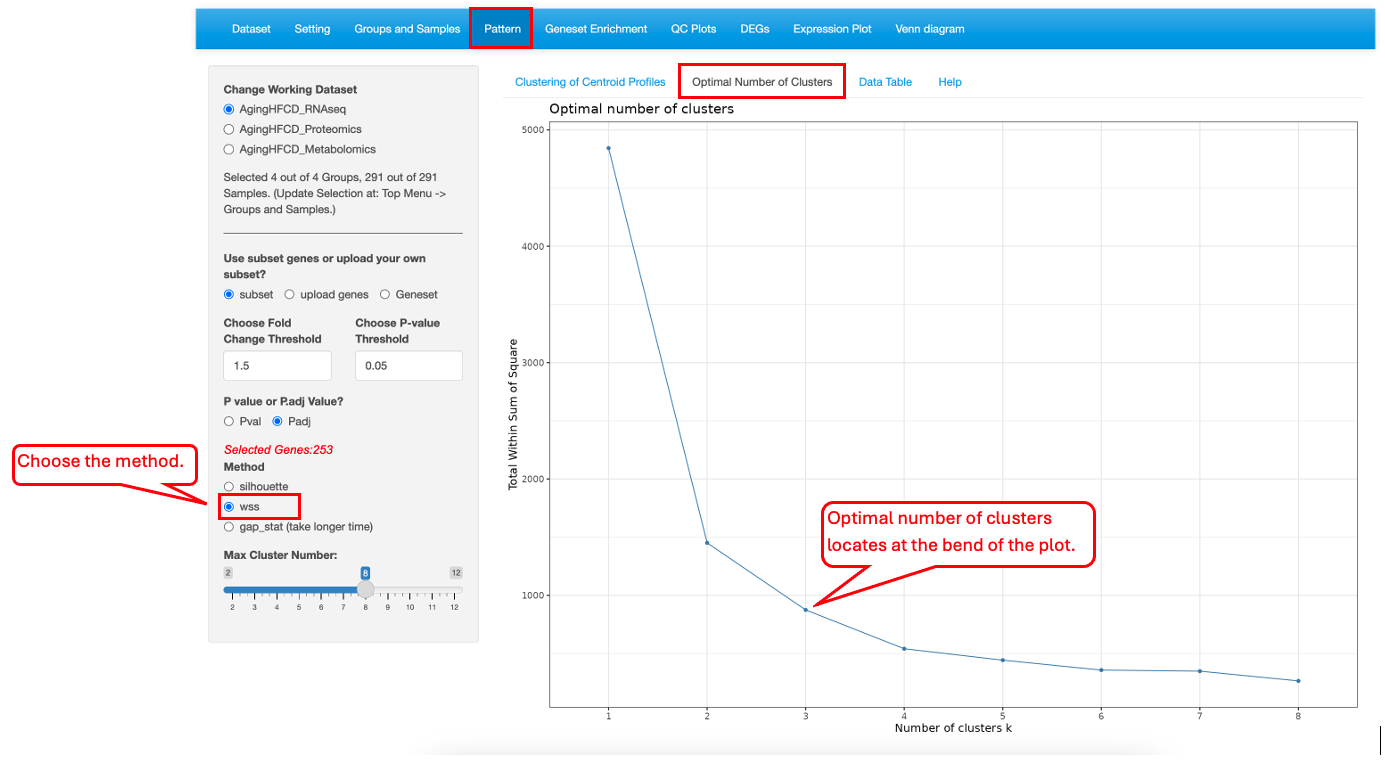 Dataset Setting Groups and Samples Pattern Geneset Enrichment QC Plots DEGs Expression Plot Venn diagram
Change Working Dataset
AgingHFCD_RNAseq
AgingHFCD_Proteomics
AgingHFCD_Metabolomics
Selected 4 out of 4 Groups, 291 out of 291
Samples. (Update Selection at: Top Menu ->
Groups and Samples.)
Use subset genes or upload your own
subset?
subset upload genes Geneset
Choose Fold
Change Threshold
Choose P-value
Threshold
1.5
0.05
P value or P.adj Value?
Pval Padj
Selected Genes:253
Method
silhouette
wss
gap_stat (take longer time)
Max Cluster Number:
2 8 12
2 3 4 5 6 7 8 9 10 11 12
Choose the method.
Clustering of Centroid Profiles Optimal Number of Clusters Data Table Help
Optimal number of clusters
5000
4000
3000
2000
1000
Total Within Sum of Square
Optimal number of clusters
locates at the bend of the plot.
1 2 3 4 5 6 7 8
Number of clusters k